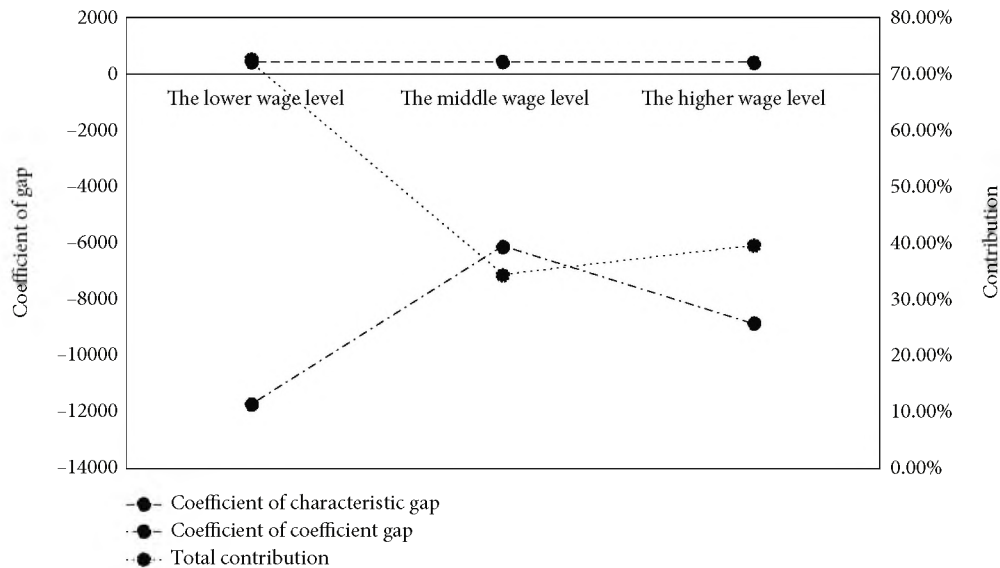 2000
0
−2000
−4000
−6000
−8000
−10000
−12000
−14000
Coefficient of gap
The lower wage level
The middle wage level
The higher wage level
80.00%
70.00%
60.00%
50.00%
40.00%
30.00%
20.00%
10.00%
0.00%
Contribution
Coefficient of characteristic gap
Coefficient of coefficient gap
Total contribution